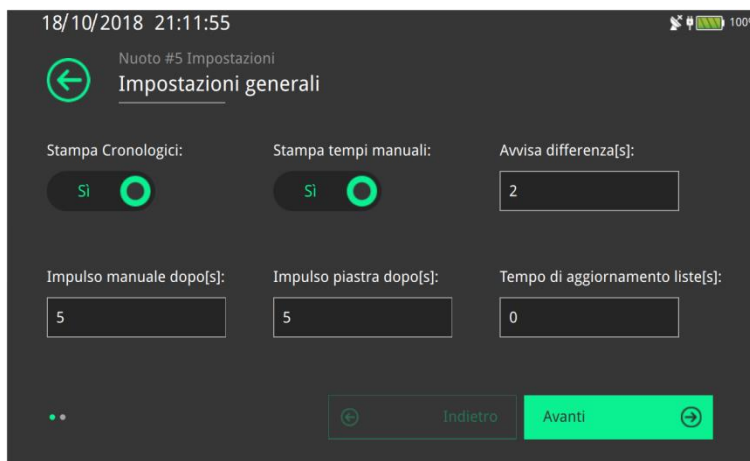 18/10/2018 21:11:55
100%
Nuoto #5 Impostazioni
Impostazioni generali
Stampa Cronologici:
Stampa tempi manuali:
Avvisa differenza[s]:
Sì
Sì
2
Impulso manuale dopo[s]:
Impulso piastra dopo[s]:
Tempo di aggiornamento liste[s]:
5
5
0
Indietro
Avanti